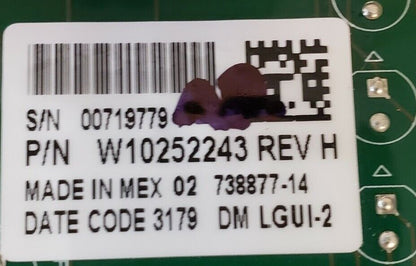 S/N 00719779
P/N W10252243 REV H
MADE IN MEX 02 738877-14
DATE CODE 3179 DM LGUI-2